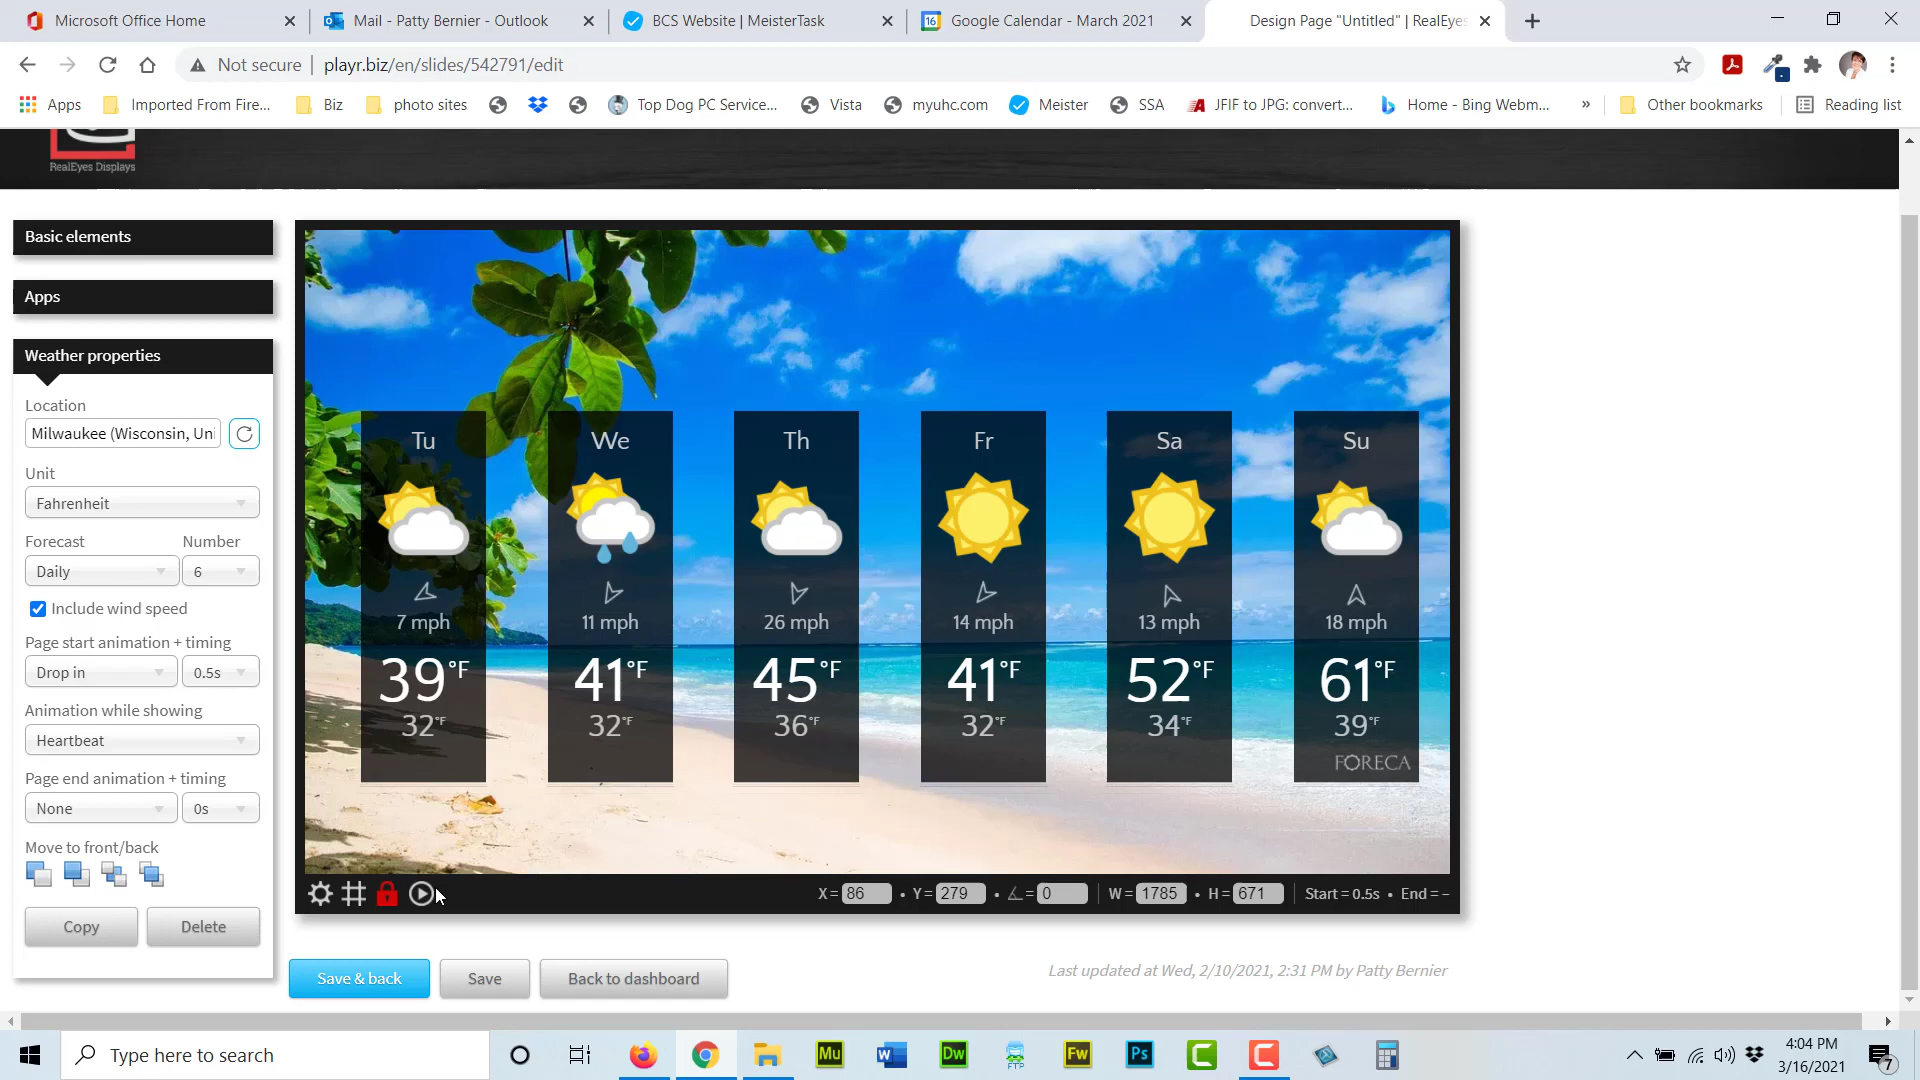 Microsoft Office Home
Mail - Patty Bernier - Outlook
BCS Website | MeisterTask
Google Calendar - March 2021
Design Page "Untitled" | RealEyes
Not secure
playr.biz/en/slides/542791/edit
Apps
Imported From Fire...
Biz
photo sites
Top Dog PC Service...
Vista
myuhc.com
Meister
SSA
JFIF to JPG: convert...
Home - Bing Webm...
»
Other bookmarks
Reading list
RealEyes Displays
Basic elements
Apps
Weather properties
Location
Milwaukee (Wisconsin, Uni
Unit
Fahrenheit
Forecast Number
Daily 6
Include wind speed
Page start animation + timing
Drop in 0.5s
Animation while showing
Heartbeat
Page end animation + timing
None 0s
Move to front/back
Copy Delete
Tu We Th Fr Sa Su
7 mph 11 mph 26 mph 14 mph 13 mph 18 mph
39°F 41°F 45°F 41°F 52°F 61°F
32°F 32°F 36°F 32°F 34°F 39°F
FORECA
X= 86 • Y= 279 • ∡= 0 W= 1785 • H= 671 Start = 0.5s • End = –
Save & back Save Back to dashboard
Last updated at Wed, 2/10/2021, 2:31 PM by Patty Bernier
Type here to search
Mu
W
Dw
FTP
Fw
Ps
C
C
4:04 PM
3/16/2021
7